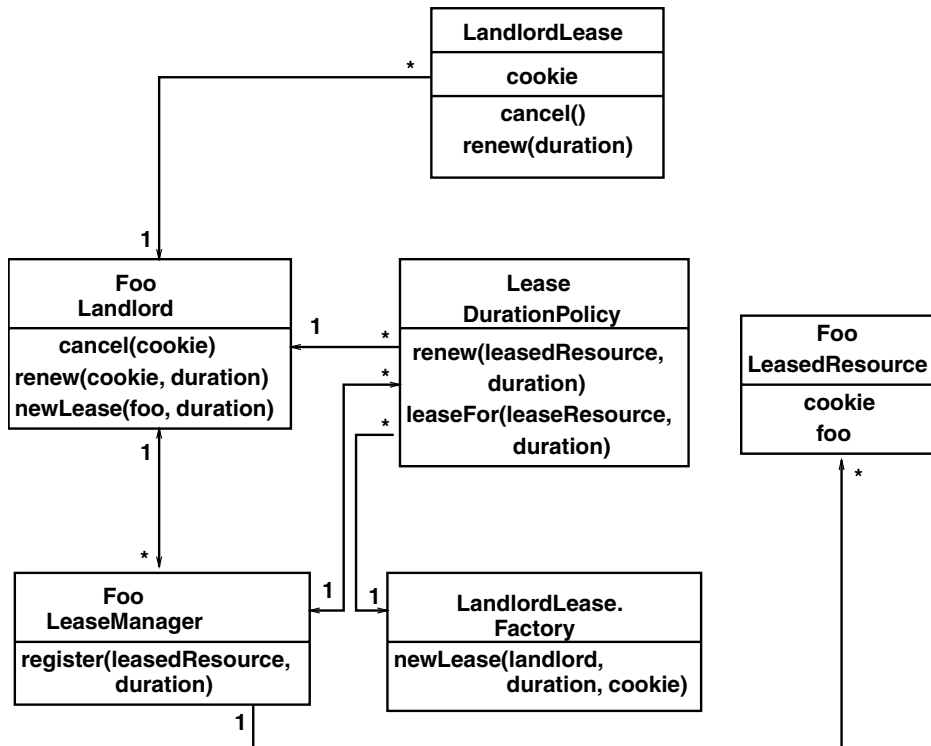 LandlordLease
cookie
cancel()
renew(duration)
*
1
Foo
Landlord
cancel(cookie)
renew(cookie, duration)
newLease(foo, duration)
1
*
Lease
DurationPolicy
renew(leasedResource,
duration)
leaseFor(leaseResource,
duration)
*
*
Foo
LeasedResource
cookie
foo
*
1
*
Foo
LeaseManager
register(leasedResource,
duration)
1
1
LandlordLease.
Factory
newLease(landlord,
duration, cookie)
1